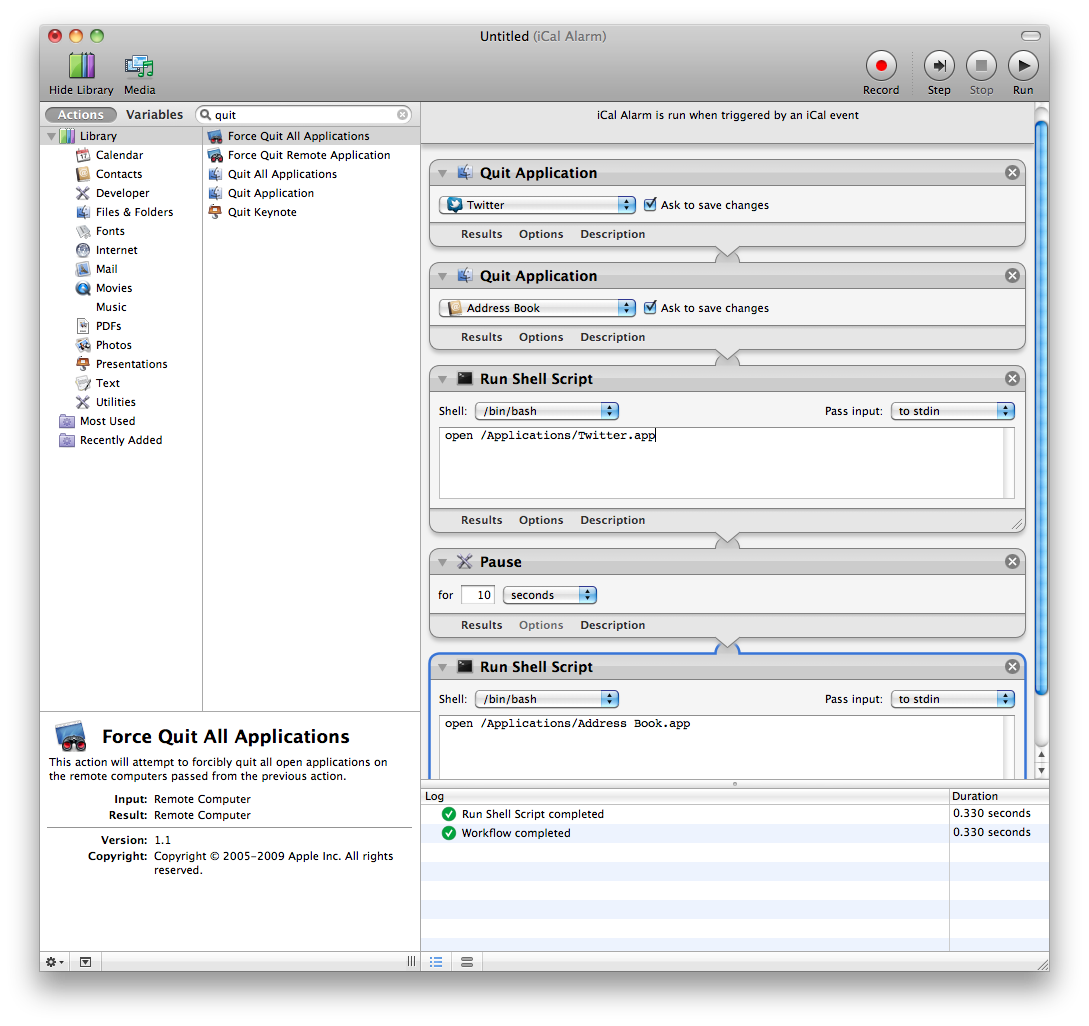 Untitled (iCal Alarm)
Hide Library
Media
Record
Step
Stop
Run
Actions
Variables
quit
Library
Calendar
Contacts
Developer
Files & Folders
Fonts
Internet
Mail
Movies
Music
PDFs
Photos
Presentations
Text
Utilities
Most Used
Recently Added
Force Quit All Applications
Force Quit Remote Application
Quit All Applications
Quit Application
Quit Keynote
Force Quit All Applications
This action will attempt to forcibly quit all open applications on
the remote computers passed from the previous action.
Input: Remote Computer
Result: Remote Computer
Version: 1.1
Copyright: Copyright © 2005-2009 Apple Inc. All rights
reserved.
iCal Alarm is run when triggered by an iCal event
Quit Application
Twitter
Ask to save changes
Results Options Description
Quit Application
Address Book
Ask to save changes
Results Options Description
Run Shell Script
Shell: /bin/bash
Pass input: to stdin
open /Applications/Twitter.app
Results Options Description
Pause
for 10 seconds
Results Options Description
Run Shell Script
Shell: /bin/bash
Pass input: to stdin
open /Applications/Address Book.app
Log Duration
Run Shell Script completed 0.330 seconds
Workflow completed 0.330 seconds